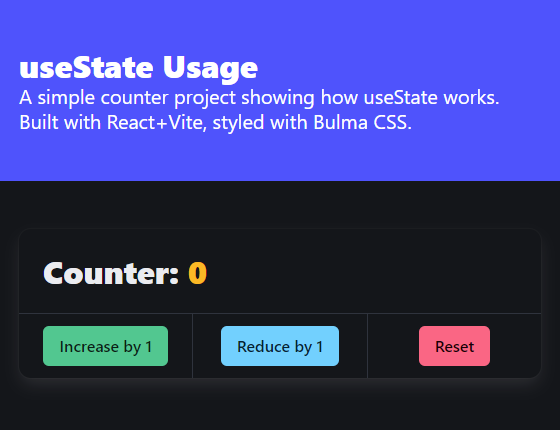 useState Usage
A simple counter project showing how useState works.
Built with React+Vite, styled with Bulma CSS.
Counter: 0
Increase by 1
Reduce by 1
Reset